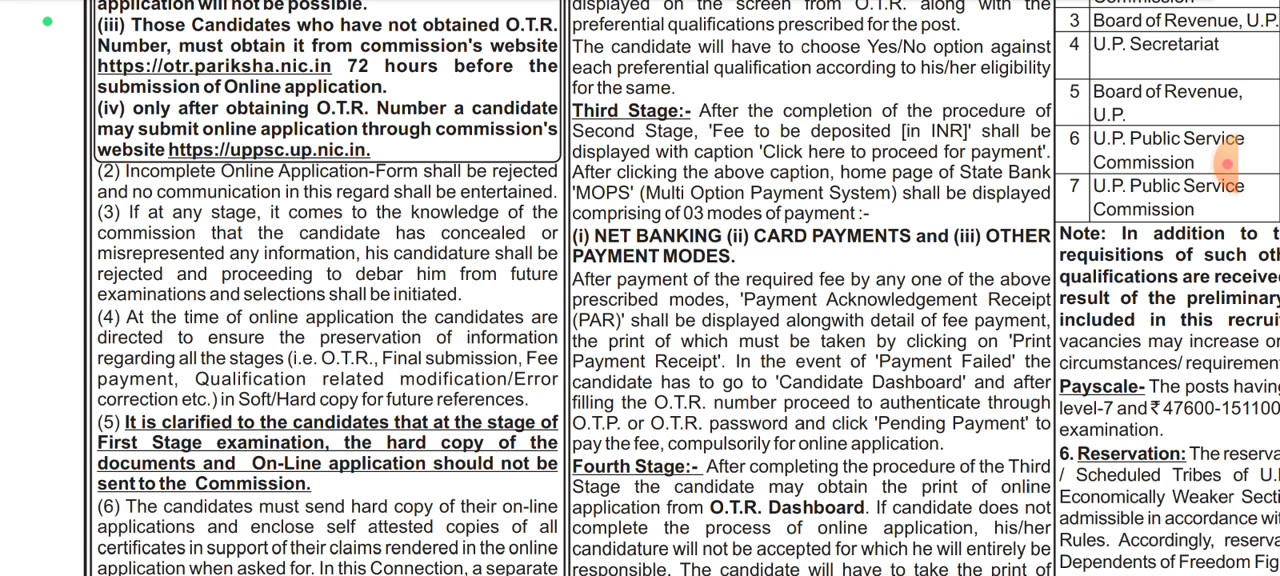 application will not be possible.
(iii) Those Candidates who have not obtained O.T.R.
Number, must obtain it from commission's website
https://otr.pariksha.nic.in 72 hours before the
submission of Online application.
(iv) only after obtaining O.T.R. Number a candidate
may submit online application through commission's
website https://uppsc.up.nic.in.
(2) Incomplete Online Application-Form shall be rejected
and no communication in this regard shall be entertained.
(3) If at any stage, it comes to the knowledge of the
commission that the candidate has concealed or
misrepresented any information, his candidature shall be
rejected and proceeding to debar him from future
examinations and selections shall be initiated.
(4) At the time of online application the candidates are
directed to ensure the preservation of information
regarding all the stages (i.e. O.T.R., Final submission, Fee
payment, Qualification related modification/Error
correction etc.) in Soft/Hard copy for future references.
(5) It is clarified to the candidates that at the stage of
First Stage examination, the hard copy of the
documents and On-Line application should not be
sent to the Commission.
(6) The candidates must send hard copy of their on-line
applications and enclose self attested copies of all
certificates in support of their claims rendered in the online
application when asked for. In this Connection, a separate
displayed on the screen from O.T.R. along with the
preferential qualifications prescribed for the post.
The candidate will have to choose Yes/No option against
each preferential qualification according to his/her eligibility
for the same.
Third Stage:- After the completion of the procedure of
Second Stage, 'Fee to be deposited [in INR]' shall be
displayed with caption 'Click here to proceed for payment'.
After clicking the above caption, home page of State Bank
'MOPS' (Multi Option Payment System) shall be displayed
comprising of 03 modes of payment :-
(i) NET BANKING (ii) CARD PAYMENTS and (iii) OTHER
PAYMENT MODES.
After payment of the required fee by any one of the above
prescribed modes, 'Payment Acknowledgement Receipt
(PAR)' shall be displayed alongwith detail of fee payment,
the print of which must be taken by clicking on 'Print
Payment Receipt'. In the event of 'Payment Failed' the
candidate has to go to 'Candidate Dashboard' and after
filling the O.T.R. number proceed to authenticate through
O.T.P. or O.T.R. password and click 'Pending Payment' to
pay the fee, compulsorily for online application.
Fourth Stage:- After completing the procedure of the Third
Stage the candidate may obtain the print of online
application from O.T.R. Dashboard. If candidate does not
complete the process of online application, his/her
candidature will not be accepted for which he will entirely be
responsible. The candidate will have to take the print of
Commission
3 Board of Revenue, U.P.
4 U.P. Secretariat
5 Board of Revenue,
U.P.
6 U.P. Public Service
Commission
7 U.P. Public Service
Commission
Note: In addition to t
requisitions of such oth
qualifications are received
result of the preliminary
included in this recrui
vacancies may increase or
circumstances/ requirement
Payscale- The posts having
level-7 and ₹ 47600-151100
examination.
6. Reservation: The reserva
/ Scheduled Tribes of U.
Economically Weaker Secti
admissible in accordance wit
Rules. Accordingly, reserva
Dependents of Freedom Fig